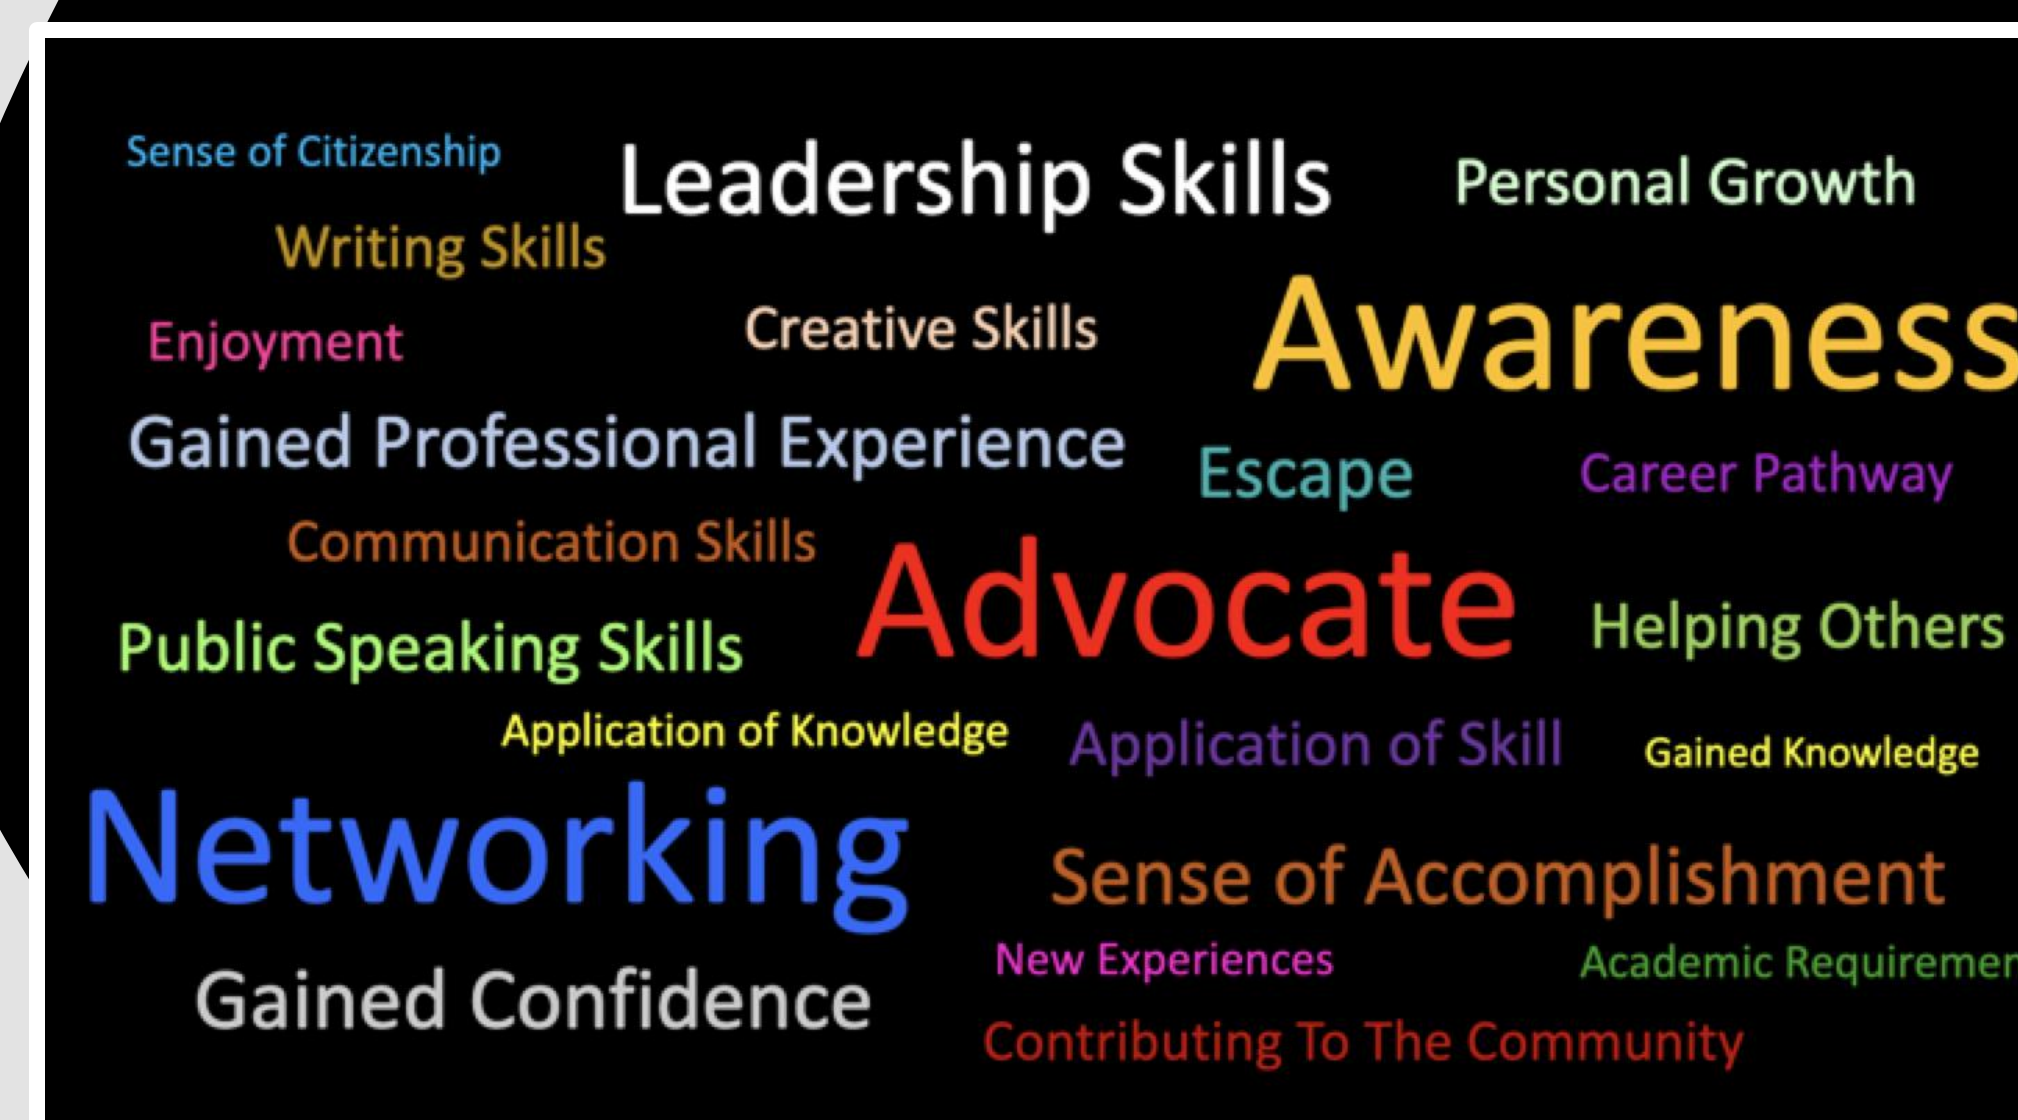 Sense of Citizenship
Leadership Skills
Personal Growth
Writing Skills
Creative Skills
Awareness
Enjoyment
Gained Professional Experience
Escape
Career Pathway
Communication Skills
Advocate
Helping Others
Public Speaking Skills
Application of Knowledge
Application of Skill
Gained Knowledge
Networking
Sense of Accomplishment
New Experiences
Academic
Gained Confidence
Contributing To The Community